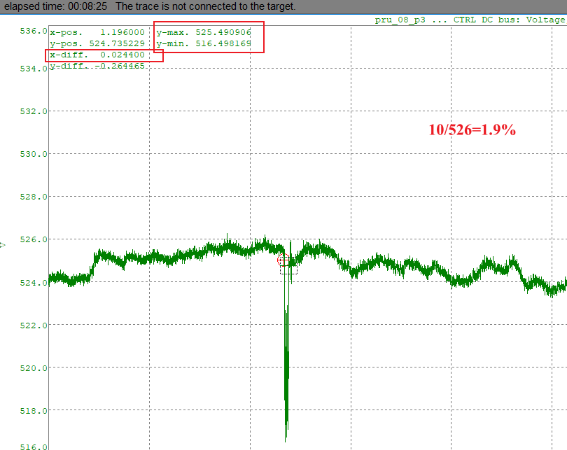 elapsed time: 00:08:25   The trace is not connected to the target.
pru_08_p3 ... CTRL DC bus: Voltage
536.0
x-pos.   1.196000   y-max. 525.490906
y-pos. 524.735229   y-min. 516.498169
x-diff.  0.024400
y-diff. -0.264465
534.0
532.0
10/526=1.9%
530.0
528.0
526.0
524.0
522.0
520.0
518.0
516.0